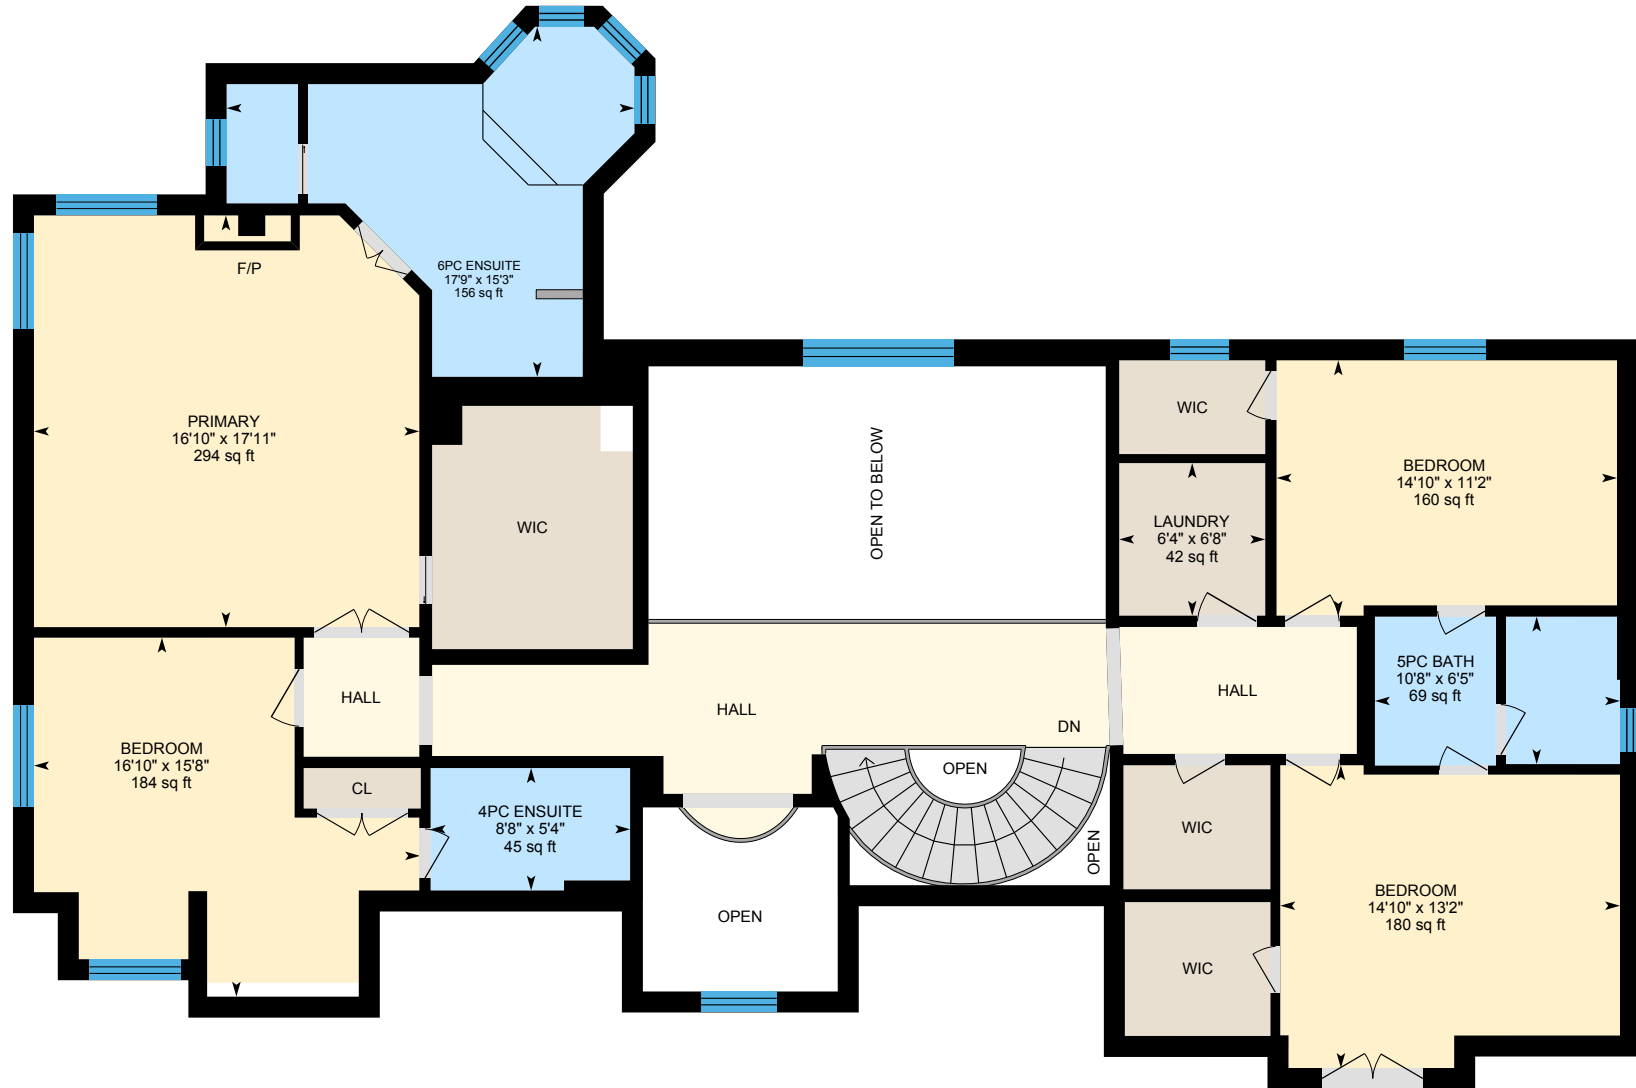 F/P
6PC ENSUITE
17'9" x 15'3"
156 sq ft
PRIMARY
16'10" x 17'11"
294 sq ft
WIC
OPEN TO BELOW
WIC
BEDROOM
14'10" x 11'2"
160 sq ft
LAUNDRY
6'4" x 6'8"
42 sq ft
HALL
HALL
DN
HALL
5PC BATH
10'8" x 6'5"
69 sq ft
BEDROOM
16'10" x 15'8"
184 sq ft
CL
4PC ENSUITE
8'8" x 5'4"
45 sq ft
OPEN
OPEN
OPEN
WIC
WIC
BEDROOM
14'10" x 13'2"
180 sq ft